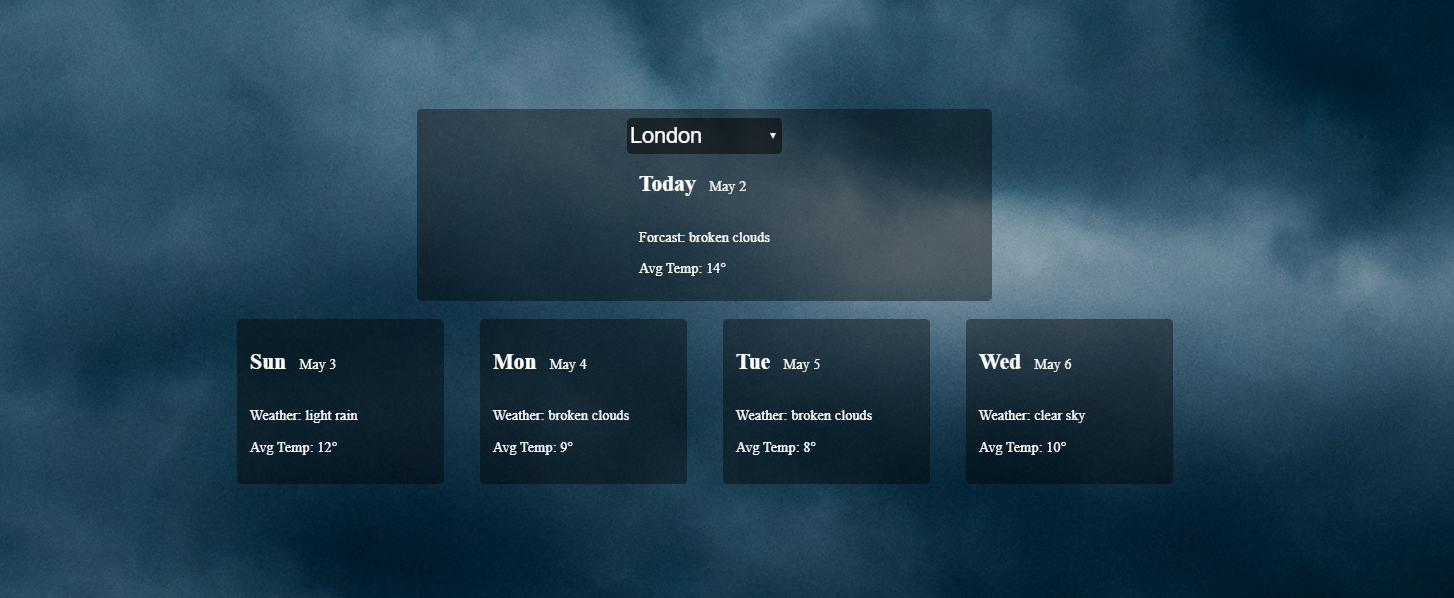 London
Today May 2
Forcast: broken clouds
Avg Temp: 14°
Sun May 3
Weather: light rain
Avg Temp: 12°
Mon May 4
Weather: broken clouds
Avg Temp: 9°
Tue May 5
Weather: broken clouds
Avg Temp: 8°
Wed May 6
Weather: clear sky
Avg Temp: 10°